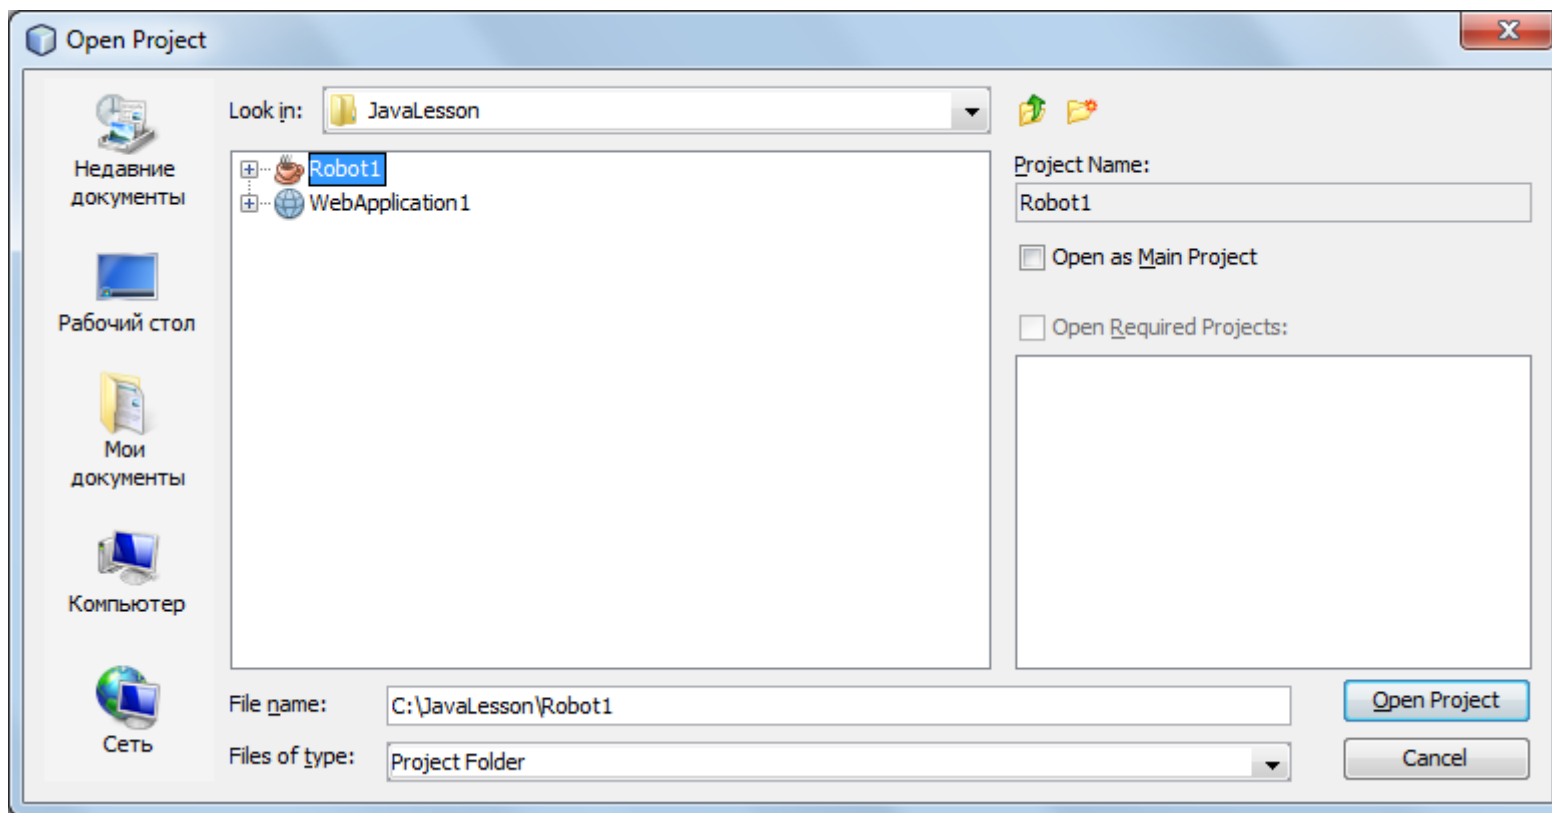 Open Project
Look in: JavaLesson
Недавние
документы
Рабочий стол
Мои
документы
Компьютер
Сеть
Robot1
WebApplication1
Project Name:
Robot1
Open as Main Project
Open Required Projects:
File name: C:\JavaLesson\Robot1
Open Project
Files of type: Project Folder
Cancel